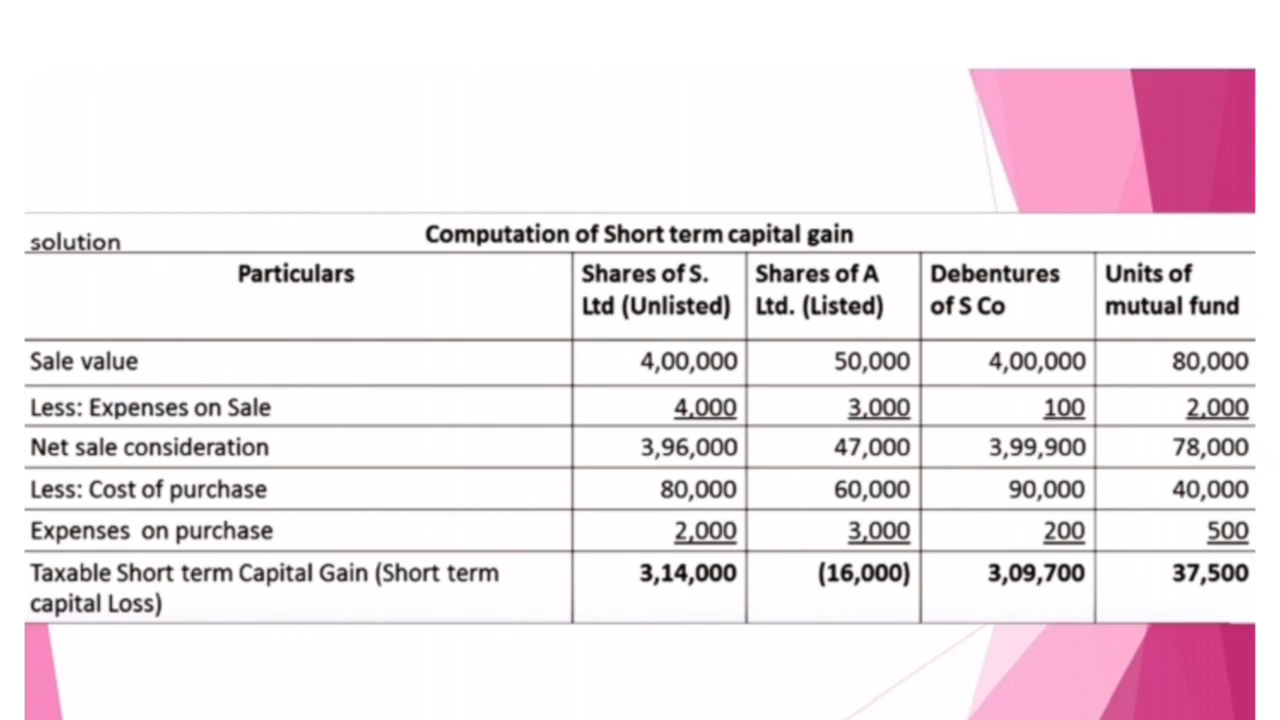 solution
Computation of Short term capital gain
Particulars
Shares of S.
Ltd (Unlisted)
Shares of A
Ltd. (Listed)
Debentures
of S Co
Units of
mutual fund
Sale value 4,00,000 50,000 4,00,000 80,000
Less: Expenses on Sale 4,000 3,000 100 2,000
Net sale consideration 3,96,000 47,000 3,99,900 78,000
Less: Cost of purchase 80,000 60,000 90,000 40,000
Expenses on purchase 2,000 3,000 200 500
Taxable Short term Capital Gain (Short term 3,14,000 (16,000) 3,09,700 37,500
capital Loss)